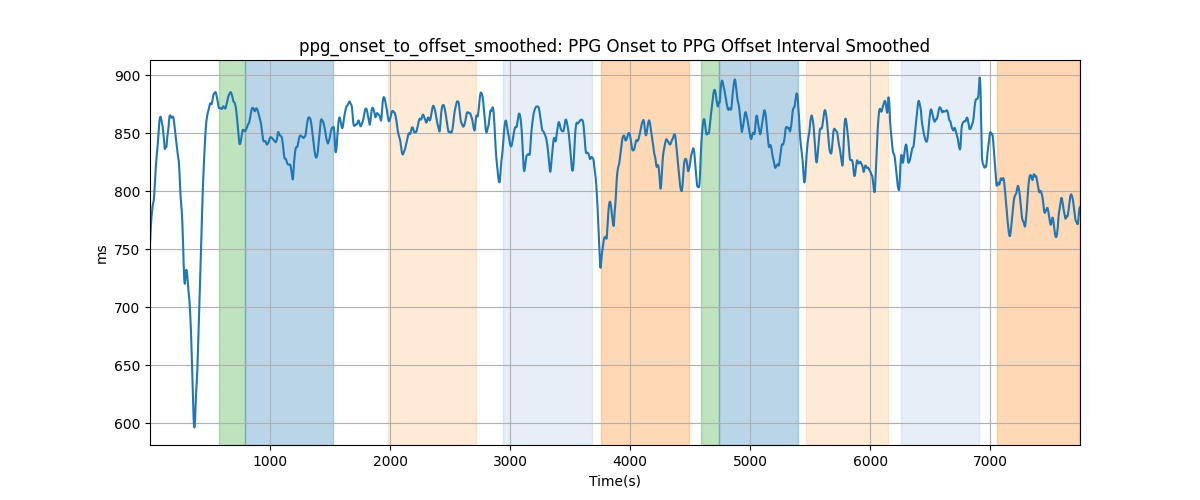 ppg_onset_to_offset_smoothed: PPG Onset to PPG Offset Interval Smoothed
900
850
800
750
700
650
600
ms
1000 2000 3000 4000 5000 6000 7000
Time(s)